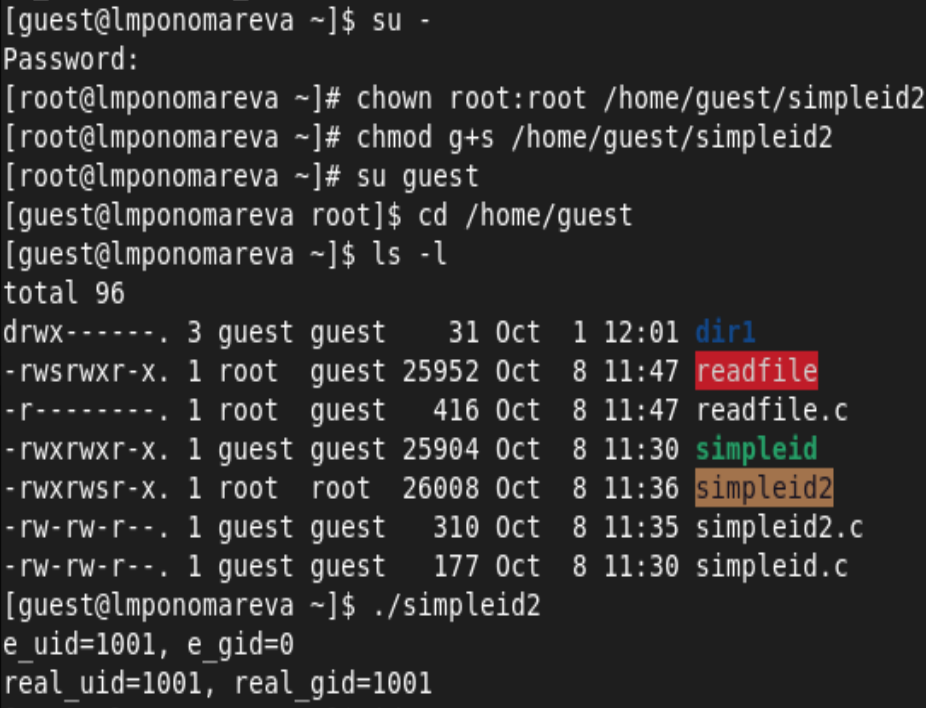 [guest@lmponomareva ~]$ su -
Password:
[root@lmponomareva ~]# chown root:root /home/guest/simpleid2
[root@lmponomareva ~]# chmod g+s /home/guest/simpleid2
[root@lmponomareva ~]# su guest
[guest@lmponomareva root]$ cd /home/guest
[guest@lmponomareva ~]$ ls -l
total 96
drwx------. 3 guest guest    31 Oct  1 12:01 dir1
-rwsrwxr-x. 1 root  guest 25952 Oct  8 11:47 readfile
-r--------. 1 root  guest   416 Oct  8 11:47 readfile.c
-rwxrwxr-x. 1 guest guest 25904 Oct  8 11:30 simpleid
-rwxrwsr-x. 1 root  root  26008 Oct  8 11:36 simpleid2
-rw-rw-r--. 1 guest guest   310 Oct  8 11:35 simpleid2.c
-rw-rw-r--. 1 guest guest   177 Oct  8 11:30 simpleid.c
[guest@lmponomareva ~]$ ./simpleid2
e_uid=1001, e_gid=0
real_uid=1001, real_gid=1001